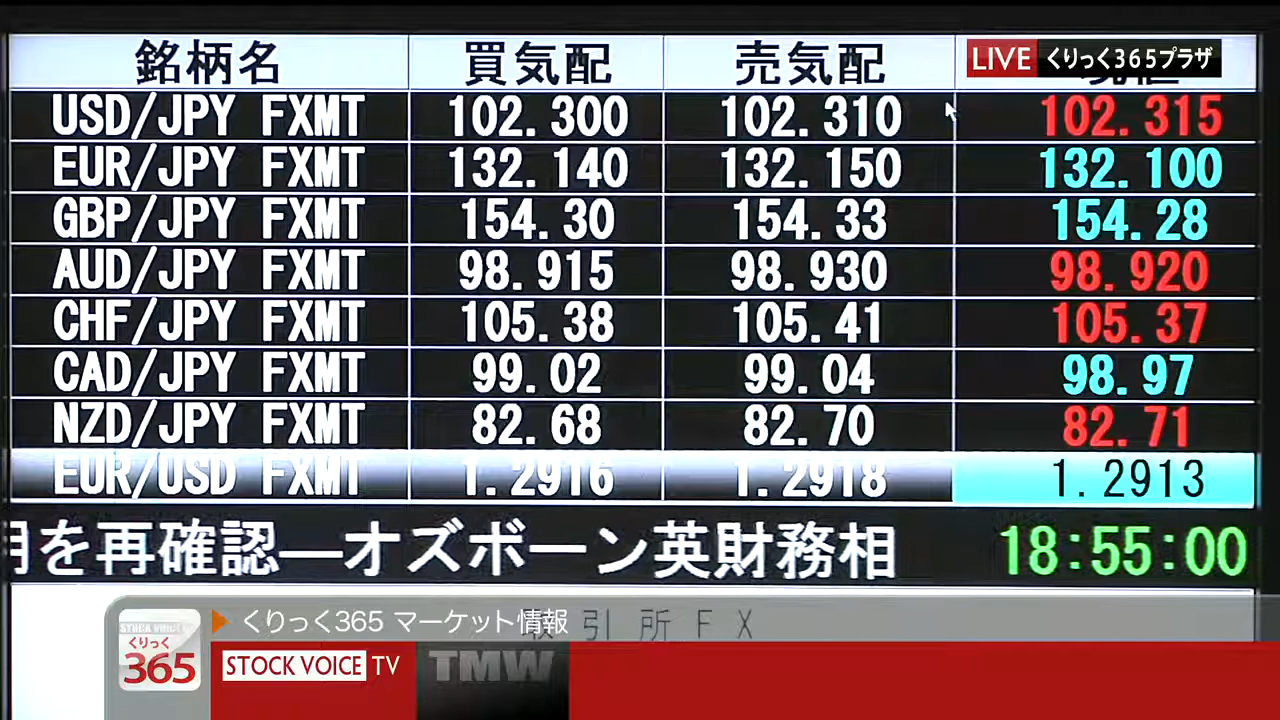 銘柄名 買気配 売気配 現値
LIVE くりっく365プラザ
USD/JPY FXMT 102.300 102.310 102.315
EUR/JPY FXMT 132.140 132.150 132.100
GBP/JPY FXMT 154.30 154.33 154.28
AUD/JPY FXMT 98.915 98.930 98.920
CHF/JPY FXMT 105.38 105.41 105.37
CAD/JPY FXMT 99.02 99.04 98.97
NZD/JPY FXMT 82.68 82.70 82.71
EUR/USD FXMT 1.2916 1.2918 1.2913
を再確認―オズボーン英財務相 18:55:00
取引所FX
くりっく365 マーケット情報
STOCK VOICE
くりっく
365
STOCK VOICE TV TMW